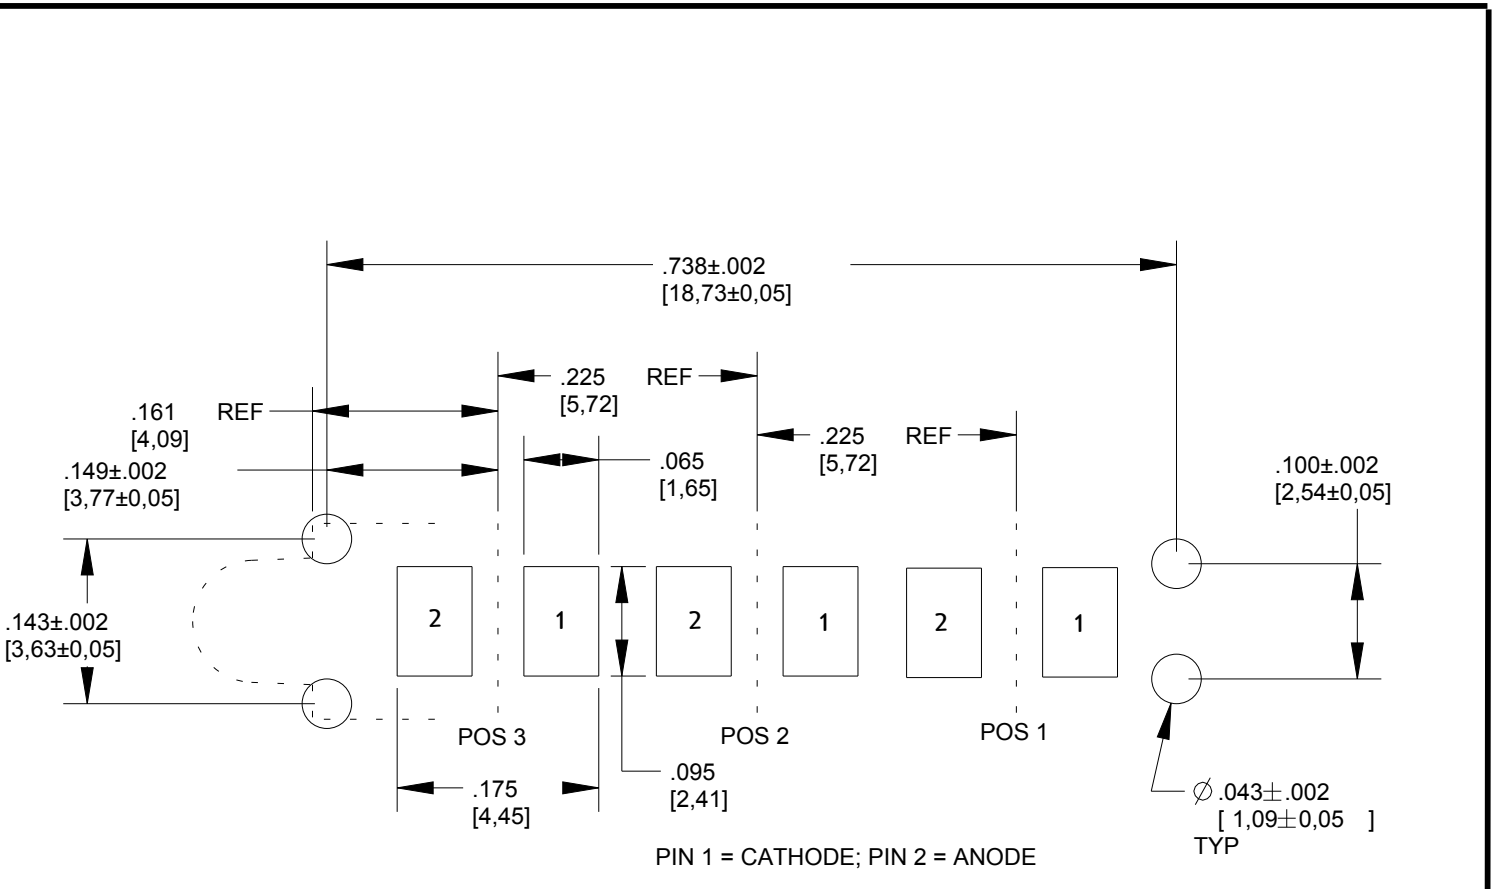 .738±.002
[18,73±0,05]
.225 REF
[5,72]
.161 REF
[4,09]
.225 REF
[5,72]
.149±.002
[3,77±0,05]
.065
[1,65]
.100±.002
[2,54±0,05]
.143±.002
[3,63±0,05]
2 1 2 1 2 1
POS 3 POS 2 POS 1
.175
[4,45]
.095
[2,41]
Ø .043±.002
[ 1,09±0,05 ]
TYP
PIN 1 = CATHODE; PIN 2 = ANODE